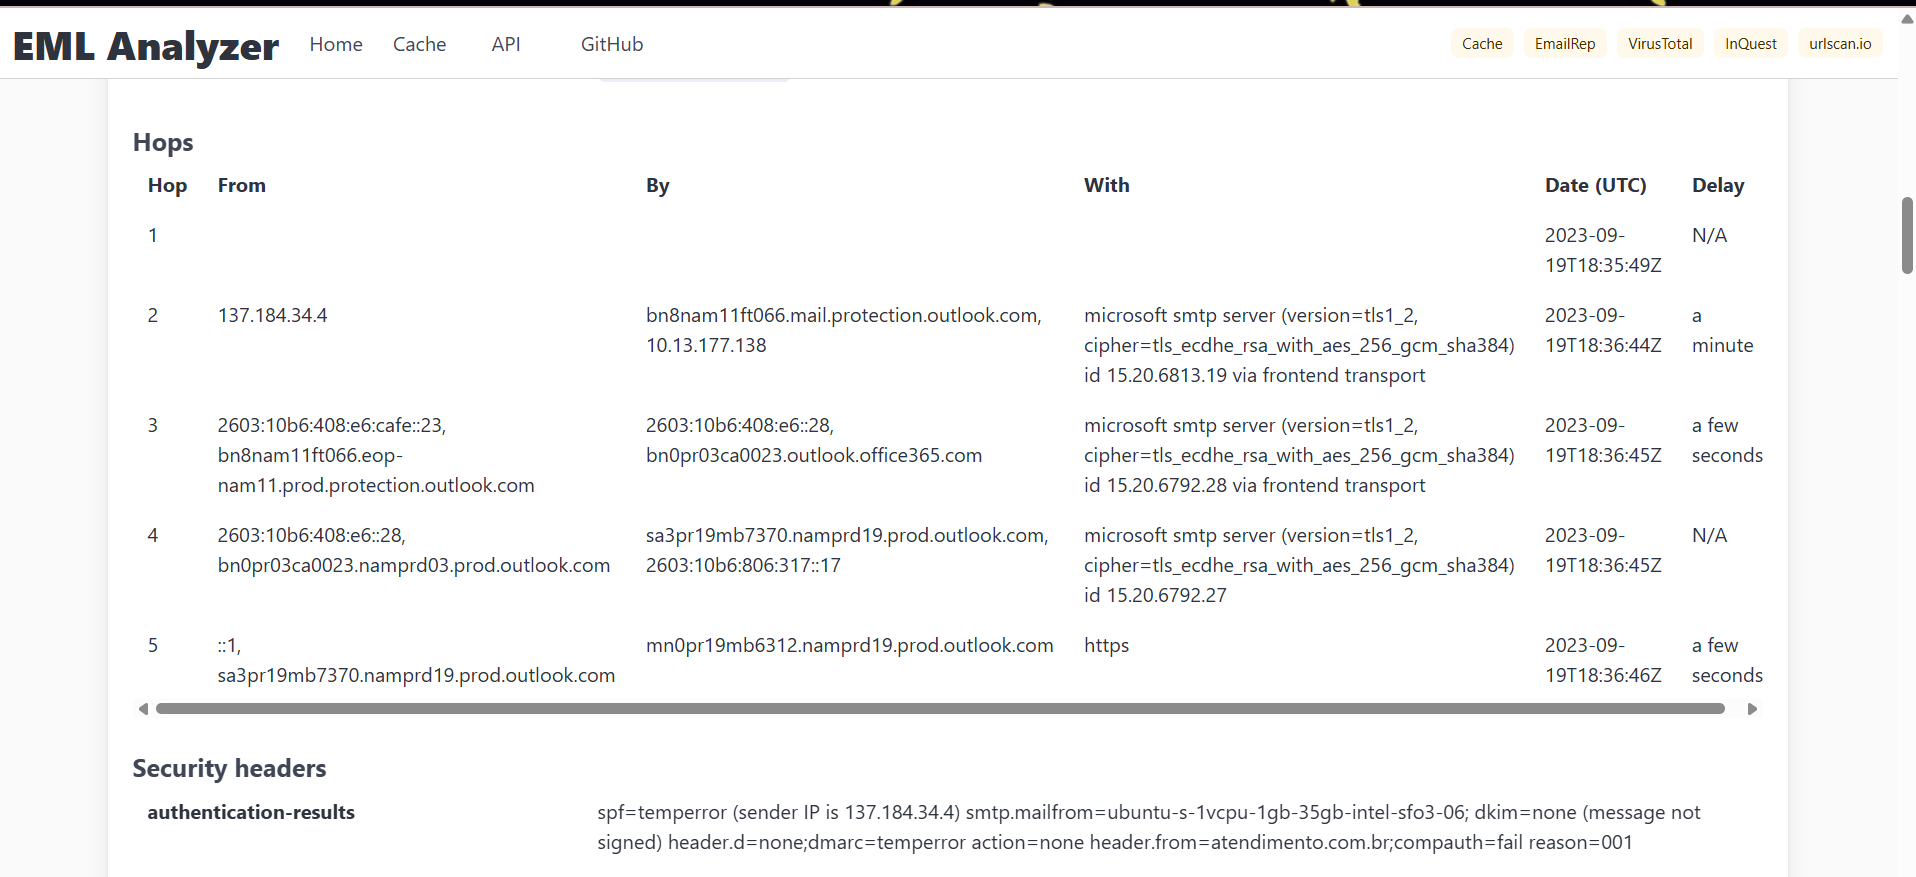 EML Analyzer Home Cache API GitHub Cache EmailRep VirusTotal InQuest urlscan.io
Hops
Hop From By With Date (UTC) Delay
1 2023-09- N/A
19T18:35:49Z
2 137.184.34.4 bn8nam11ft066.mail.protection.outlook.com, microsoft smtp server (version=tls1_2, 2023-09- a
10.13.177.138 cipher=tls_ecdhe_rsa_with_aes_256_gcm_sha384) 19T18:36:44Z minute
id 15.20.6813.19 via frontend transport
3 2603:10b6:408:e6:cafe::23, 2603:10b6:408:e6::28, microsoft smtp server (version=tls1_2, 2023-09- a few
bn8nam11ft066.eop- bn0pr03ca0023.outlook.office365.com cipher=tls_ecdhe_rsa_with_aes_256_gcm_sha384) 19T18:36:45Z seconds
nam11.prod.protection.outlook.com id 15.20.6792.28 via frontend transport
4 2603:10b6:408:e6::28, sa3pr19mb7370.namprd19.prod.outlook.com, microsoft smtp server (version=tls1_2, 2023-09- N/A
bn0pr03ca0023.namprd03.prod.outlook.com 2603:10b6:806:317::17 cipher=tls_ecdhe_rsa_with_aes_256_gcm_sha384) 19T18:36:45Z
id 15.20.6792.27
5 ::1, mn0pr19mb6312.namprd19.prod.outlook.com https 2023-09- a few
sa3pr19mb7370.namprd19.prod.outlook.com 19T18:36:46Z seconds
Security headers
authentication-results spf=temperror (sender IP is 137.184.34.4) smtp.mailfrom=ubuntu-s-1vcpu-1gb-35gb-intel-sfo3-06; dkim=none (message not
signed) header.d=none;dmarc=temperror action=none header.from=atendimento.com.br;compauth=fail reason=001